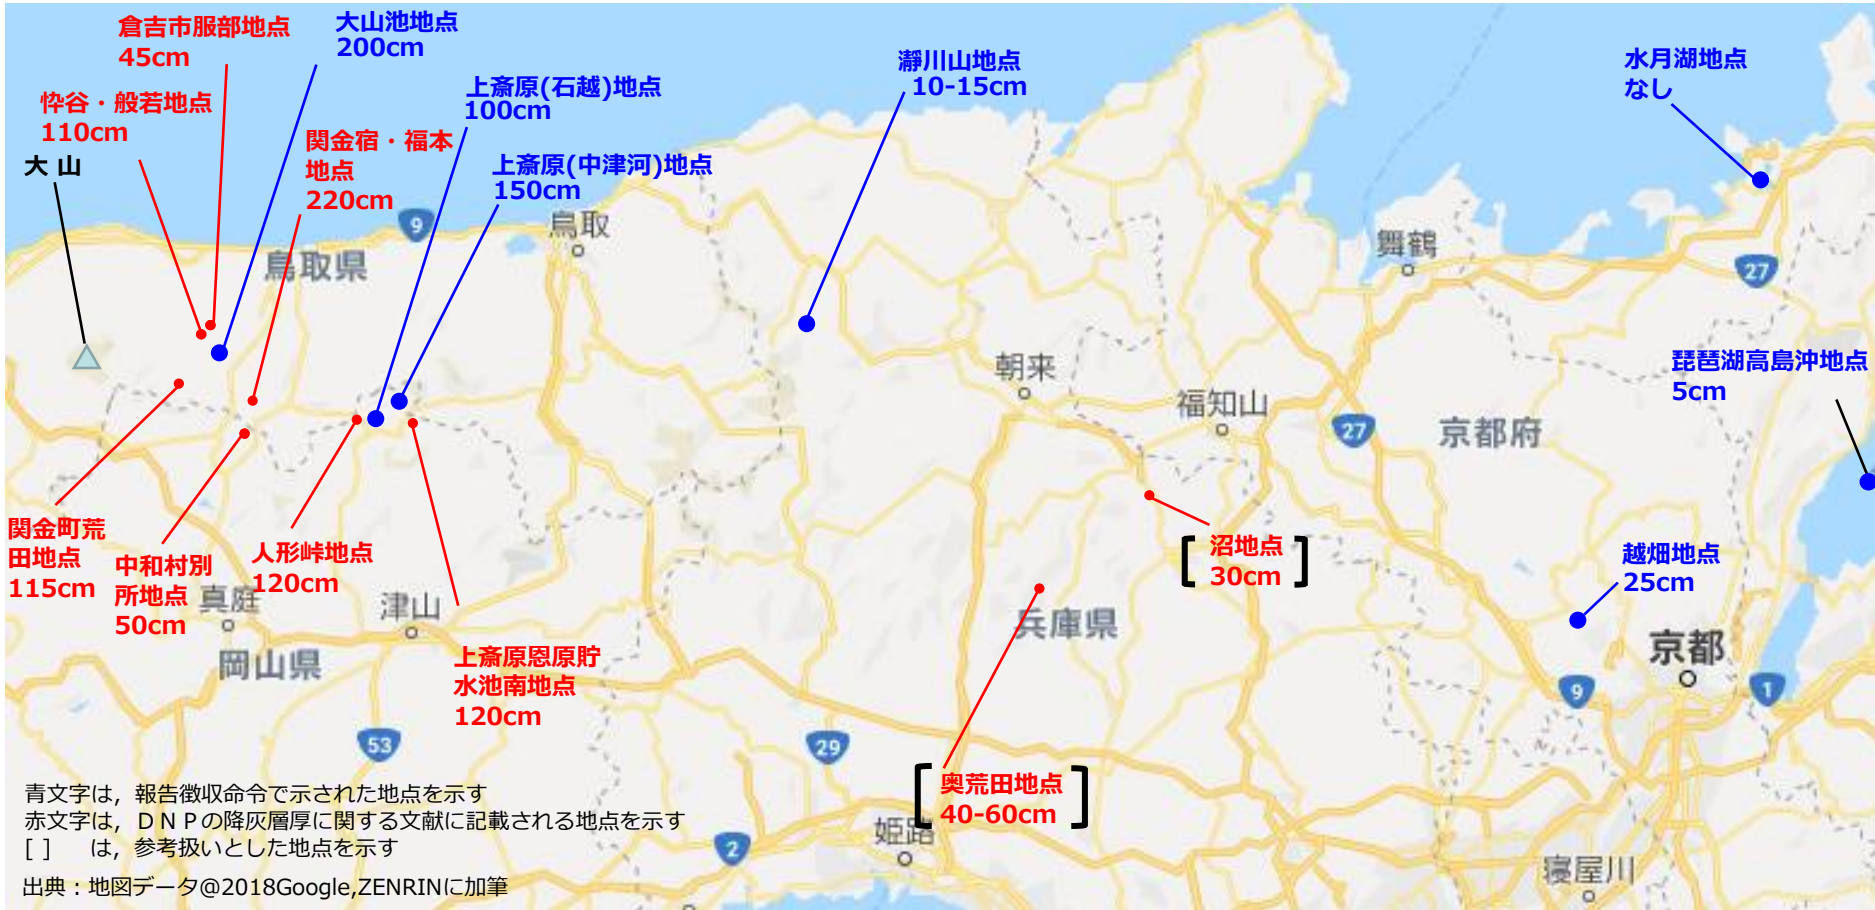 倉吉市服部地点
45cm
大山池地点
200cm
瀞川山地点
10-15cm
水月湖地点
なし
忰谷・般若地点
110cm
上斎原(石越)地点
100cm
関金宿・福本
地点
220cm
大 山
上斎原(中津河)地点
150cm
9
鳥取
鳥取県
舞鶴
27
朝来
福知山
27
京都府
琵琶湖高島沖地点
5cm
関金町荒
田地点
115cm
中和村別
所地点
50cm
人形峠地点
120cm
[沼地点
30cm]
越畑地点
25cm
真庭
津山
兵庫県
京都
岡山県
上斎原恩原貯
水池南地点
120cm
9
1
53
29
[奥荒田地点
40-60cm]
姫路
2
寝屋川
青文字は，報告徴収命令で示された地点を示す
赤文字は，ＤＮＰの降灰層厚に関する文献に記載される地点を示す
[ ] は，参考扱いとした地点を示す
出典：地図データ@2018Google,ZENRINに加筆